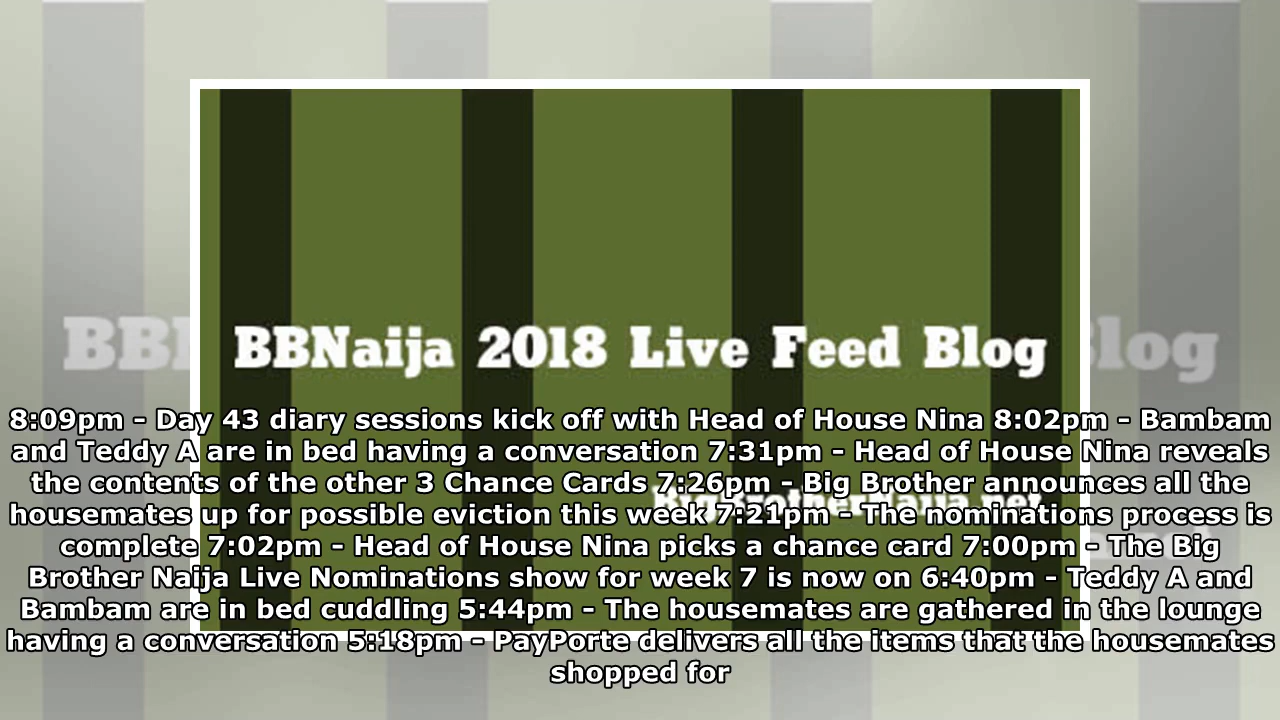 BBNaija 2018 Live Feed Blog
8:09pm - Day 43 diary sessions kick off with Head of House Nina 8:02pm - Bambam
and Teddy A are in bed having a conversation 7:31pm - Head of House Nina reveals
the contents of the other 3 Chance Cards 7:26pm - Big Brother announces all the
BigBrotherNaija.net
housemates up for possible eviction this week 7:21pm - The nominations process is
complete 7:02pm - Head of House Nina picks a chance card 7:00pm - The Big
Brother Naija Live Nominations show for week 7 is now on 6:40pm - Teddy A and
Bambam are in bed cuddling 5:44pm - The housemates are gathered in the lounge
having a conversation 5:18pm - PayPorte delivers all the items that the housemates
shopped for